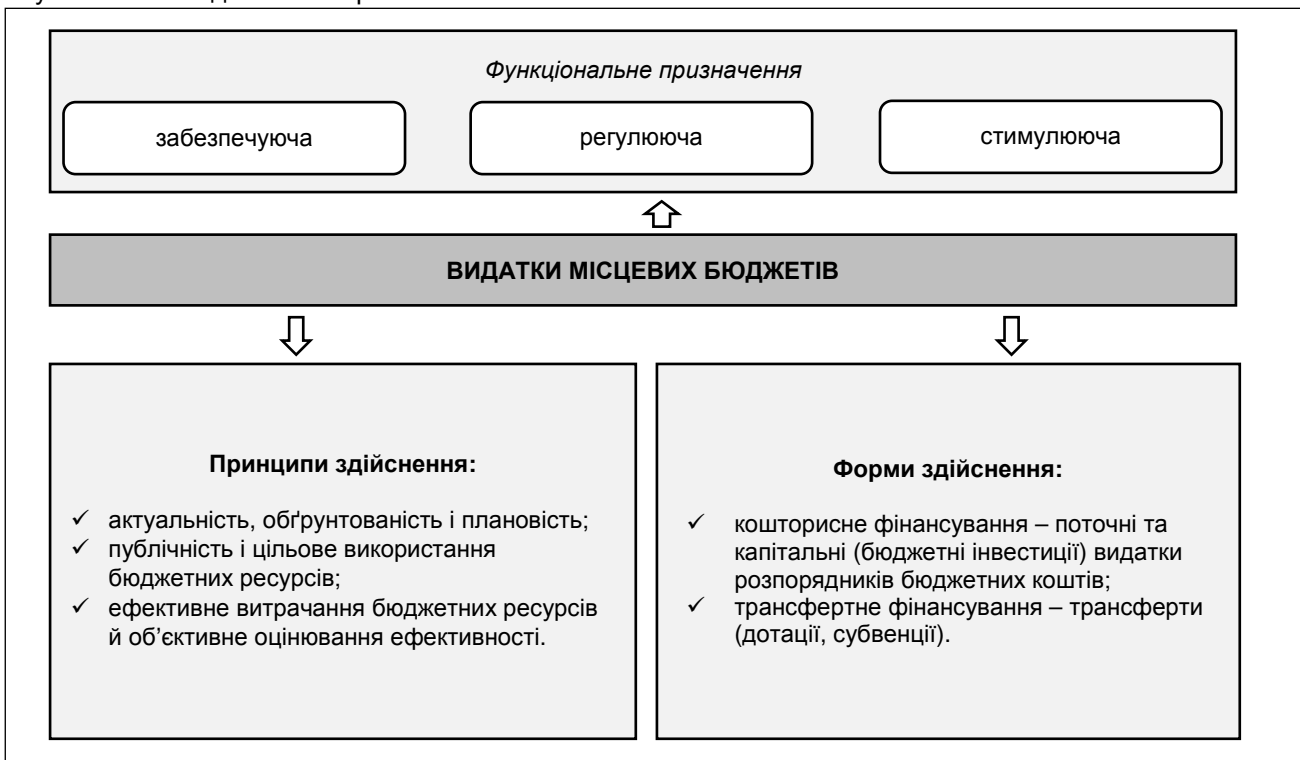 Функціональне призначення
забезпечуюча
регулююча
стимулююча
ВИДАТКИ МІСЦЕВИХ БЮДЖЕТІВ
Принципи здійснення:
✓ актуальність, обґрунтованість і плановість;
✓ публічність і цільове використання
бюджетних ресурсів;
✓ ефективне витрачання бюджетних ресурсів
й об’єктивне оцінювання ефективності.
Форми здійснення:
✓ кошторисне фінансування – поточні та
капітальні (бюджетні інвестиції) видатки
розпорядників бюджетних коштів;
✓ трансфертне фінансування – трансферти
(дотації, субвенції).